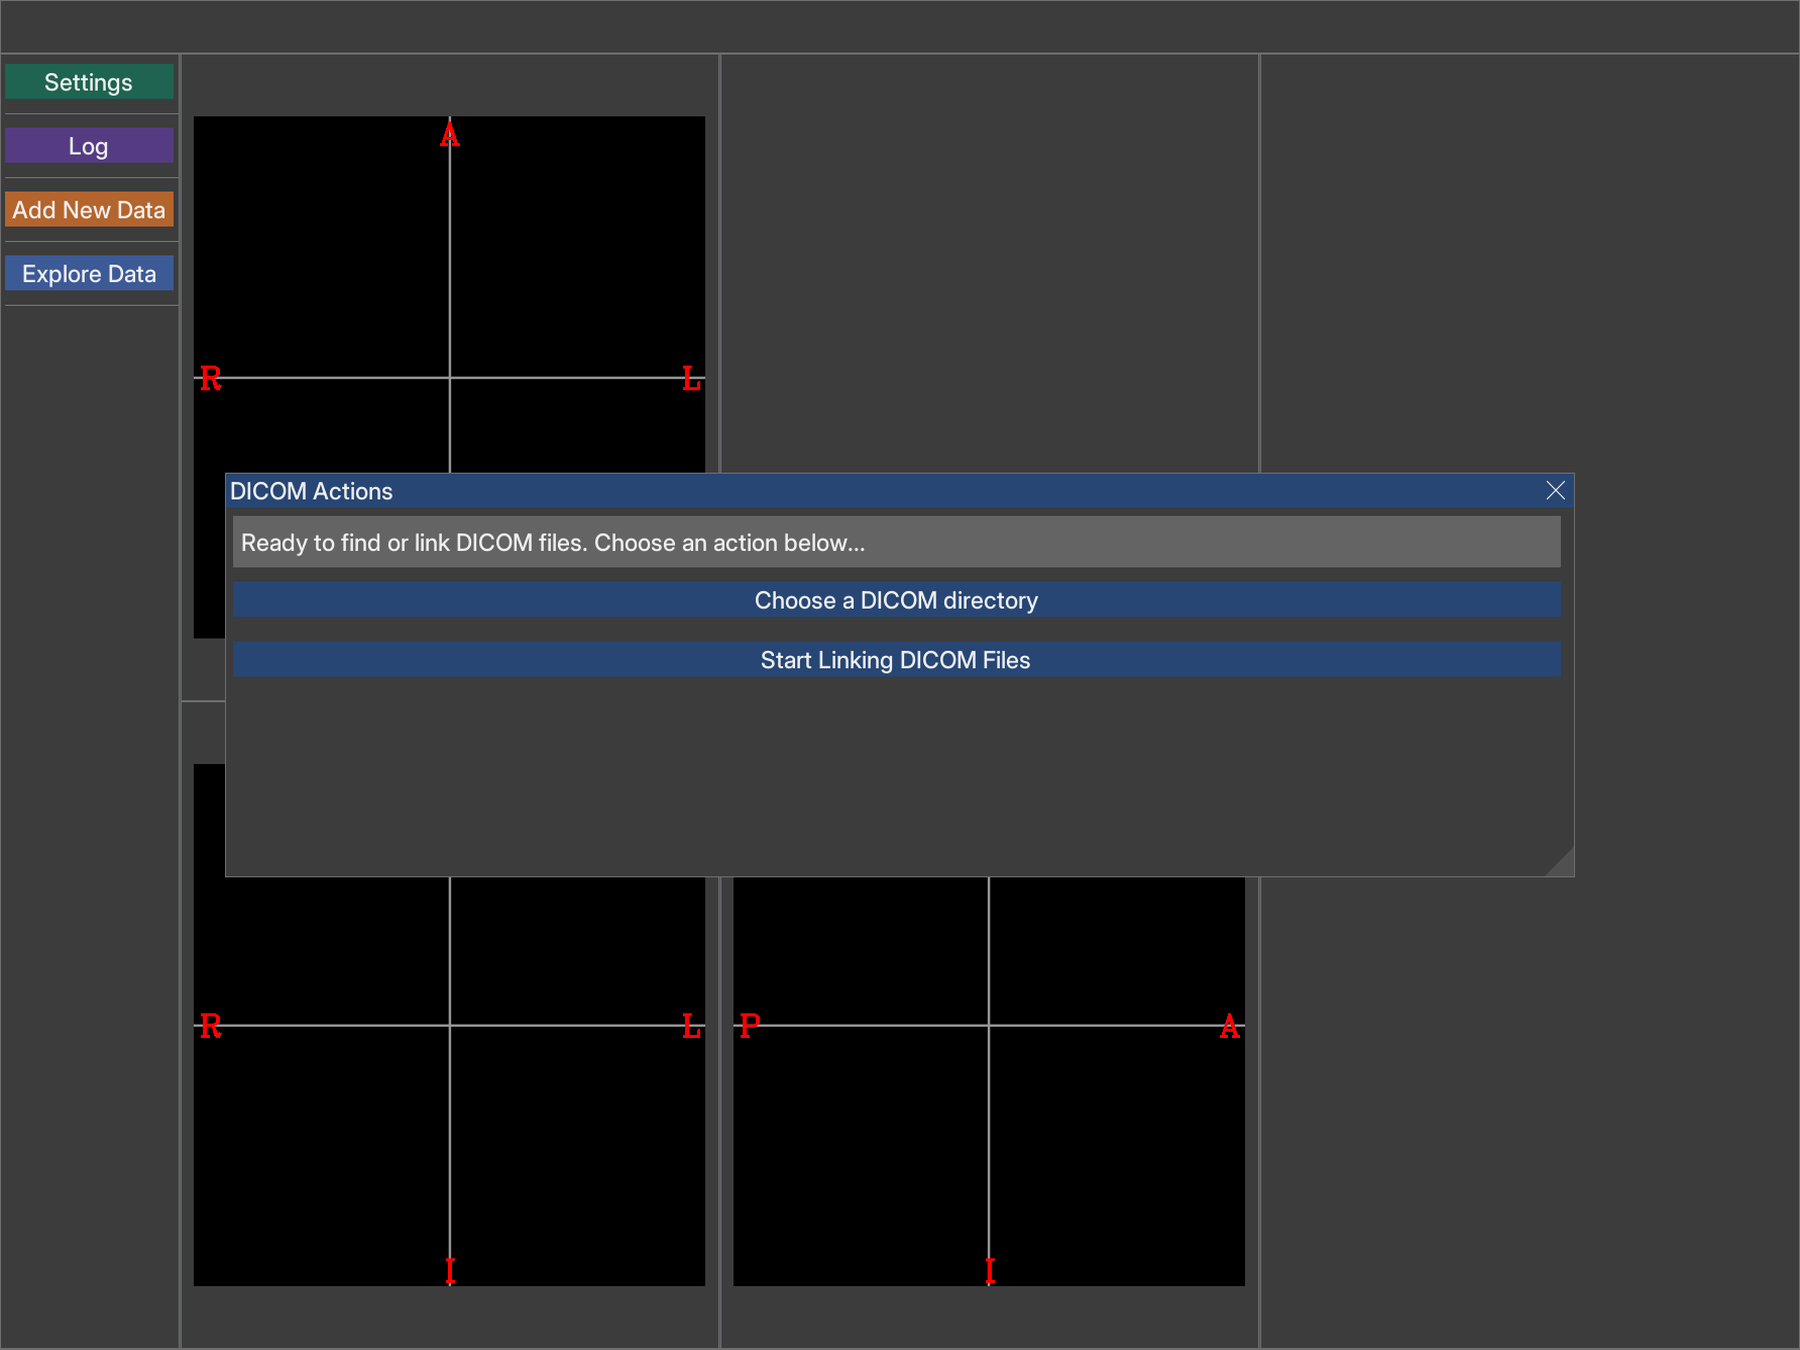 Settings
Log
Add New Data
Explore Data
A
R
L
DICOM Actions
Ready to find or link DICOM files. Choose an action below...
Choose a DICOM directory
Start Linking DICOM Files
R
L
P
A
I
I